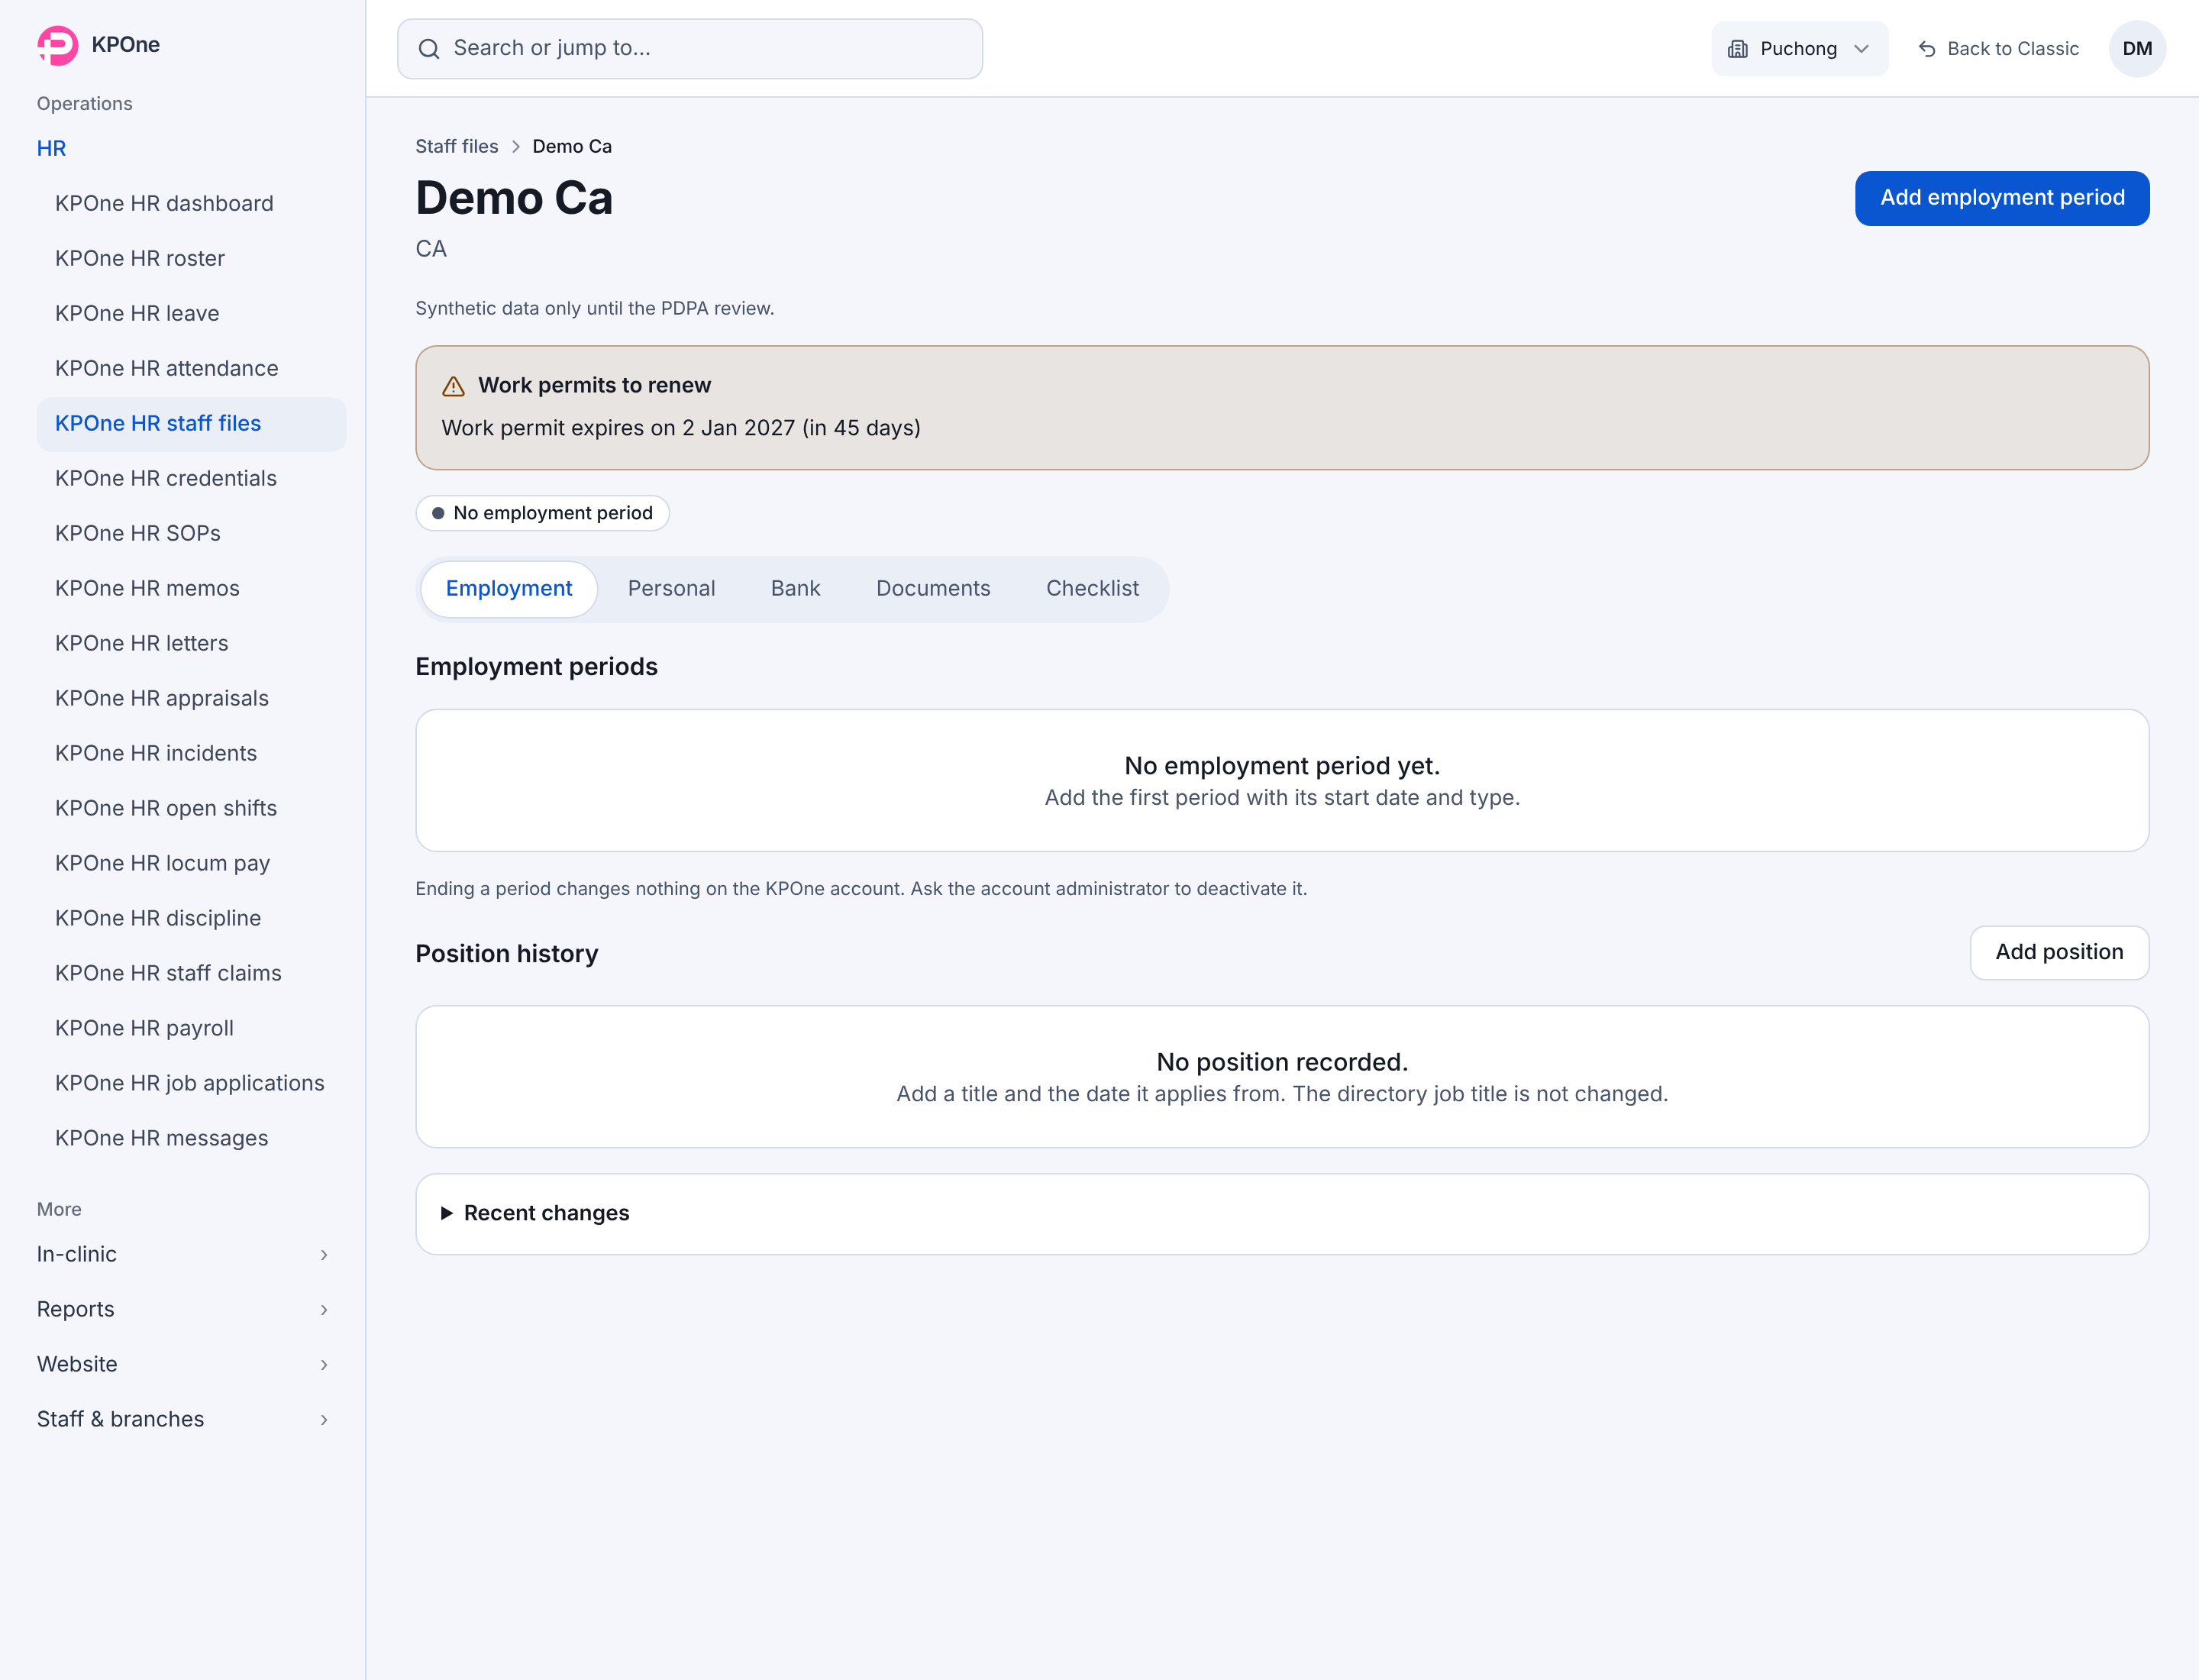 KPOne
Operations
HR
KPOne HR dashboard
KPOne HR roster
KPOne HR leave
KPOne HR attendance
KPOne HR staff files
KPOne HR credentials
KPOne HR SOPs
KPOne HR memos
KPOne HR letters
KPOne HR appraisals
KPOne HR incidents
KPOne HR open shifts
KPOne HR locum pay
KPOne HR discipline
KPOne HR staff claims
KPOne HR payroll
KPOne HR job applications
KPOne HR messages
More
In-clinic
Reports
Website
Staff & branches
Search or jump to...
Puchong
Back to Classic
DM
Staff files > Demo Ca
Demo Ca
Add employment period
CA
Synthetic data only until the PDPA review.
Work permits to renew
Work permit expires on 2 Jan 2027 (in 45 days)
No employment period
Employment Personal Bank Documents Checklist
Employment periods
No employment period yet.
Add the first period with its start date and type.
Ending a period changes nothing on the KPOne account. Ask the account administrator to deactivate it.
Position history
Add position
No position recorded.
Add a title and the date it applies from. The directory job title is not changed.
Recent changes